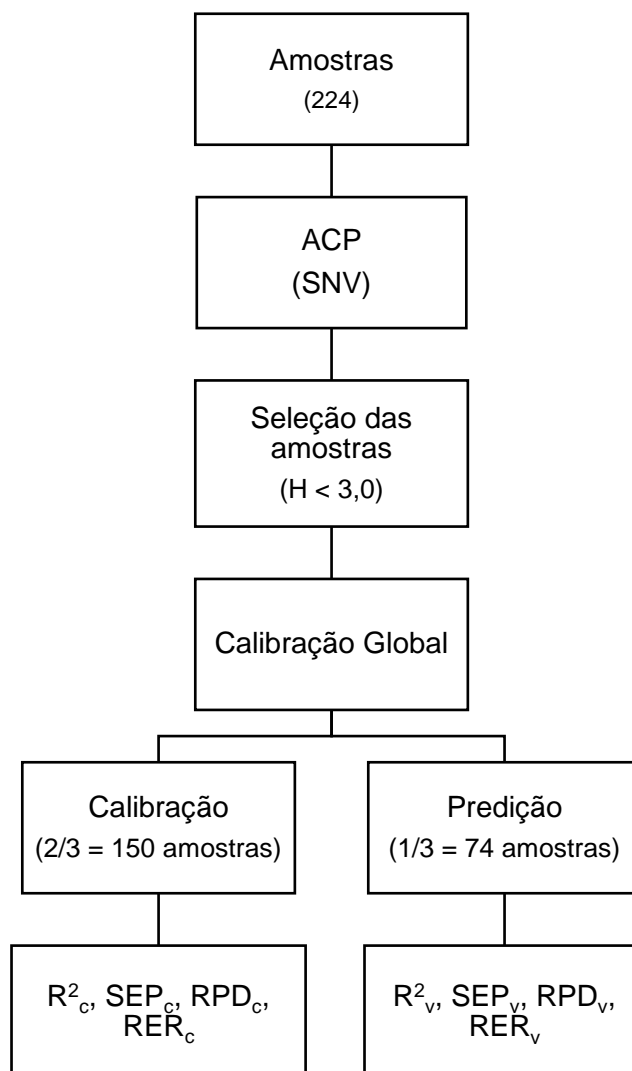 Amostras
(224)
ACP
(SNV)
Seleção das
amostras
(H < 3,0)
Calibração Global
Calibração
(2/3 = 150 amostras)
Predição
(1/3 = 74 amostras)
R²c, SEPc, RPDc,
RERc
R²v, SEPv, RPDv,
RERv